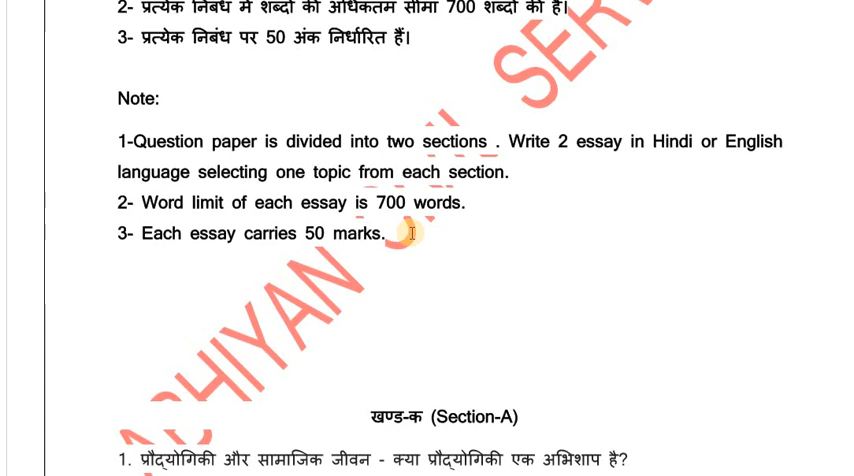 2- प्रत्येक निबंध में शब्दों की अधिकतम सीमा 700 शब्दों की है।
3- प्रत्येक निबंध पर 50 अंक निर्धारित हैं।
Note:
1-Question paper is divided into two sections . Write 2 essay in Hindi or English
language selecting one topic from each section.
2- Word limit of each essay is 700 words.
3- Each essay carries 50 marks.
खण्ड-क (Section-A)
1. प्रौद्योगिकी और सामाजिक जीवन - क्या प्रौद्योगिकी एक अभिशाप है?